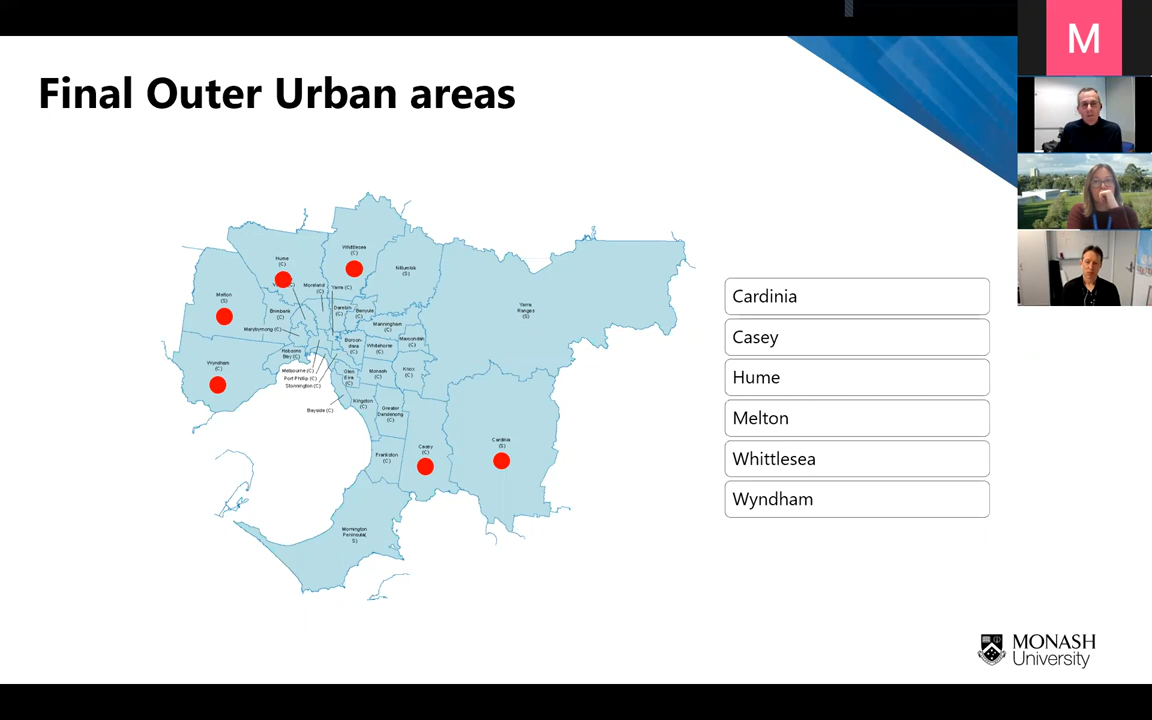 M
Final Outer Urban areas
Whittlesea
(C)
Hume
(C)
Nillumbik
(S)
Moreland
(C)
Yarra (C)
Melton
(S)
Yarra
Ranges
(S)
Brimbank
(C)
Darebin
(C)
Banyule
(C)
Maribyrnong (C)
Manningham
(C)
Maroondah
(C)
Boroon-
dara
(C)
Whitehorse
(C)
Hobsons
Bay (C)
Wyndham
(C)
Melbourne (C)
Port Phillip (C)
Stonnington (C)
Glen
Eira
(C)
Monash
(C)
Knox
(C)
Bayside (C)
Kingston
(C)
Greater
Dandenong
(C)
Casey
(C)
Cardinia
(S)
Frankston
(C)
Mornington
Peninsula(
S)
Cardinia
Casey
Hume
Melton
Whittlesea
Wyndham
MONASH
University